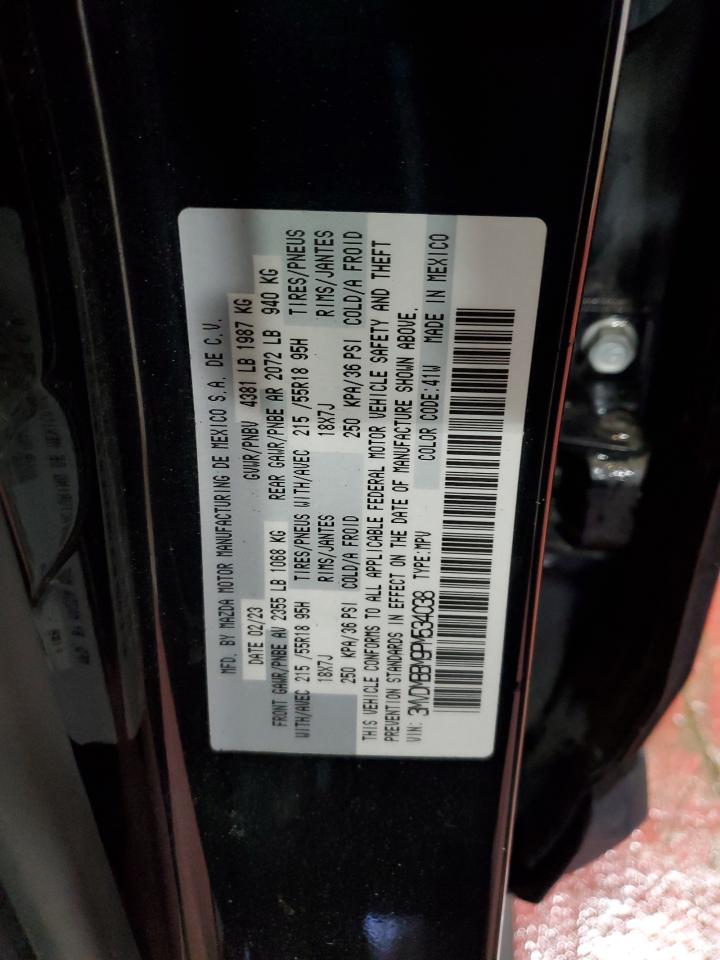 MFD. BY MAZDA MOTOR MANUFACTURING DE MEXICO S.A. DE C.V.
DATE 02/23 GVWR/PNBV 4381 LB 1987 KG
FRONT GAWR/PNBE AV 2355 LB 1068 KG REAR GAWR/PNBE AR 2072 LB 940 KG
WITH/AVEC 215 /55R18 95H TIRES/PNEUS WITH/AVEC 215 /55R18 95H TIRES/PNEUS
18X7J RIMS/JANTES 18X7J RIMS/JANTES
250 KPA/36 PSI COLD/A FROID 250 KPA/36 PSI COLD/A FROID
THIS VEHICLE CONFORMS TO ALL APPLICABLE FEDERAL MOTOR VEHICLE SAFETY AND THEFT
PREVENTION STANDARDS IN EFFECT ON THE DATE OF MANUFACTURE SHOWN ABOVE.
VIN: 3MVDMBBM9PM534038 TYPE:MPV COLOR CODE:41W MADE IN MEXICO